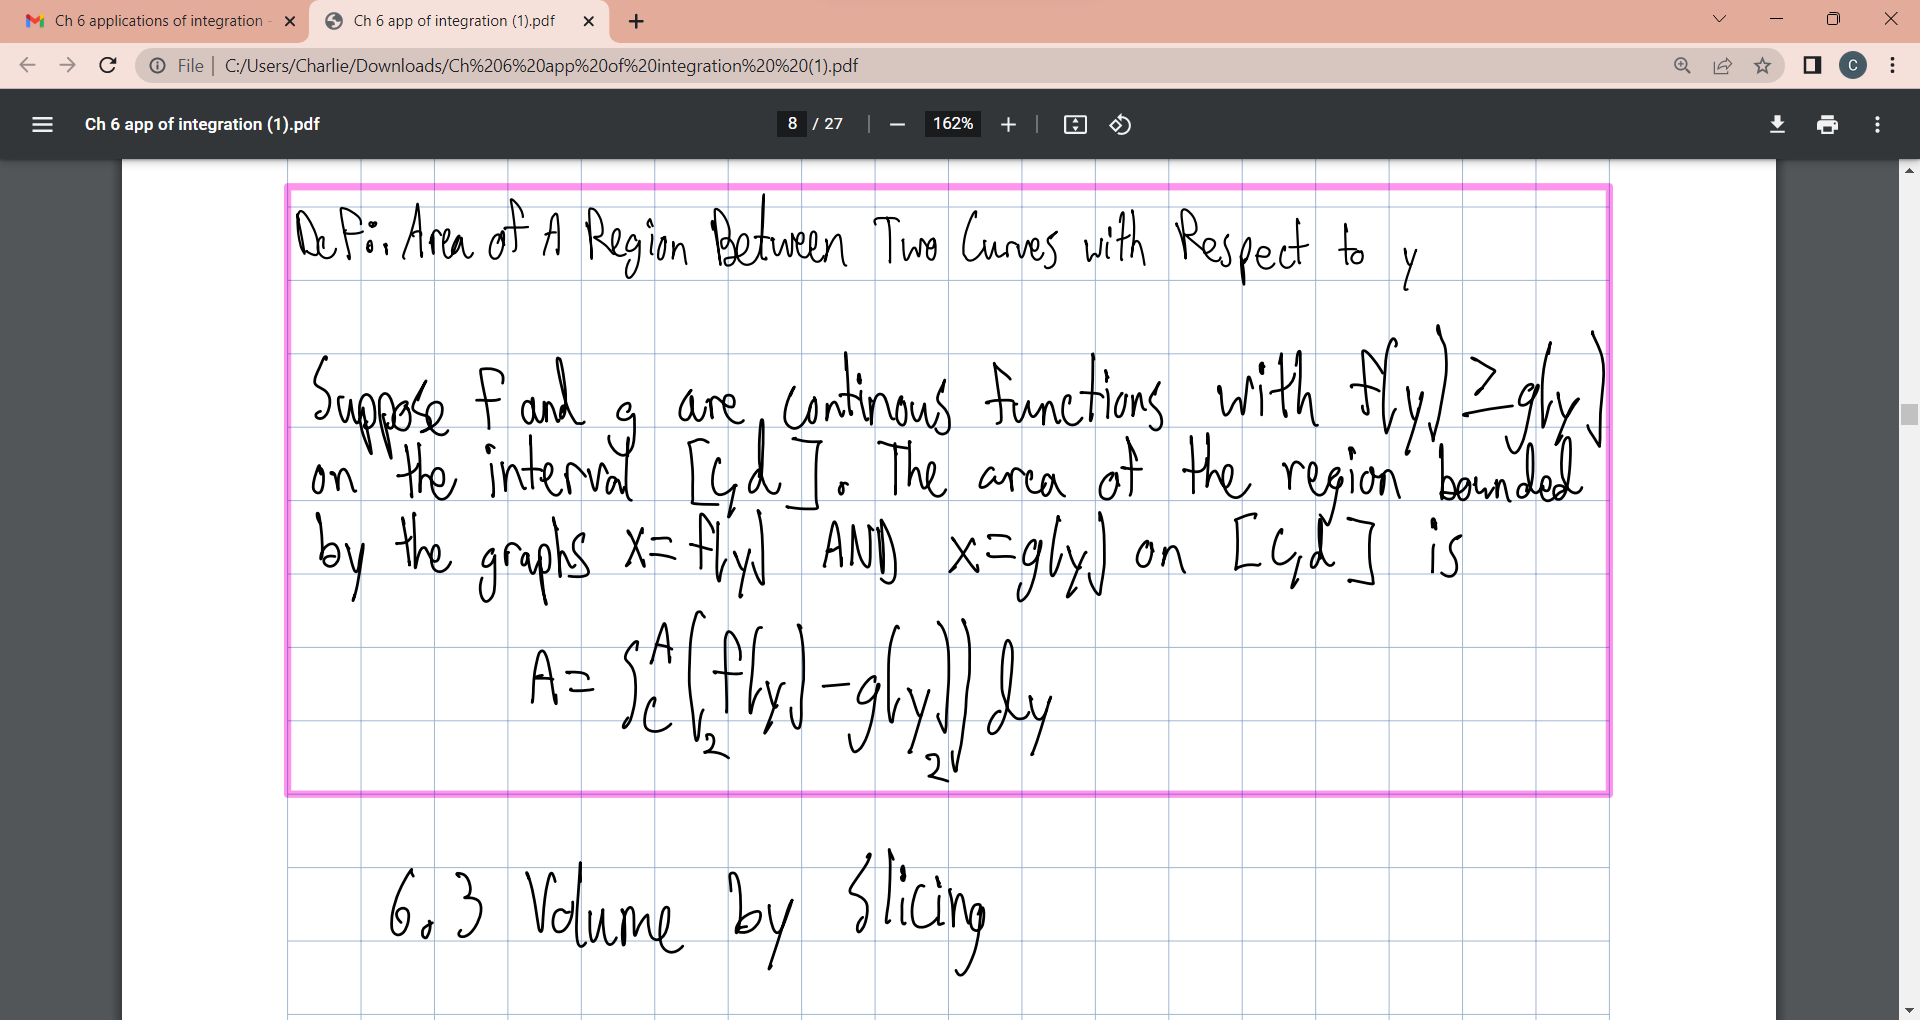 Ch 6 applications of integration
Ch 6 app of integration (1).pdf
File | C:/Users/Charlie/Downloads/Ch%206%20app%20of%20integration%20%20(1).pdf
C
Ch 6 app of integration (1).pdf
8 / 27
162%
Def: Area of A Region Between Two Curves with Respect to y
Suppose f and g are continous functions with f(y) ≥ g(y)
on the interval [c,d]. The area of the region bounded
by the graphs x=f(y) AND x=g(y) on [c,d] is
A= ∫_c^A (₂f(y) -g(y)₂) dy
6.3 Volume by Slicing